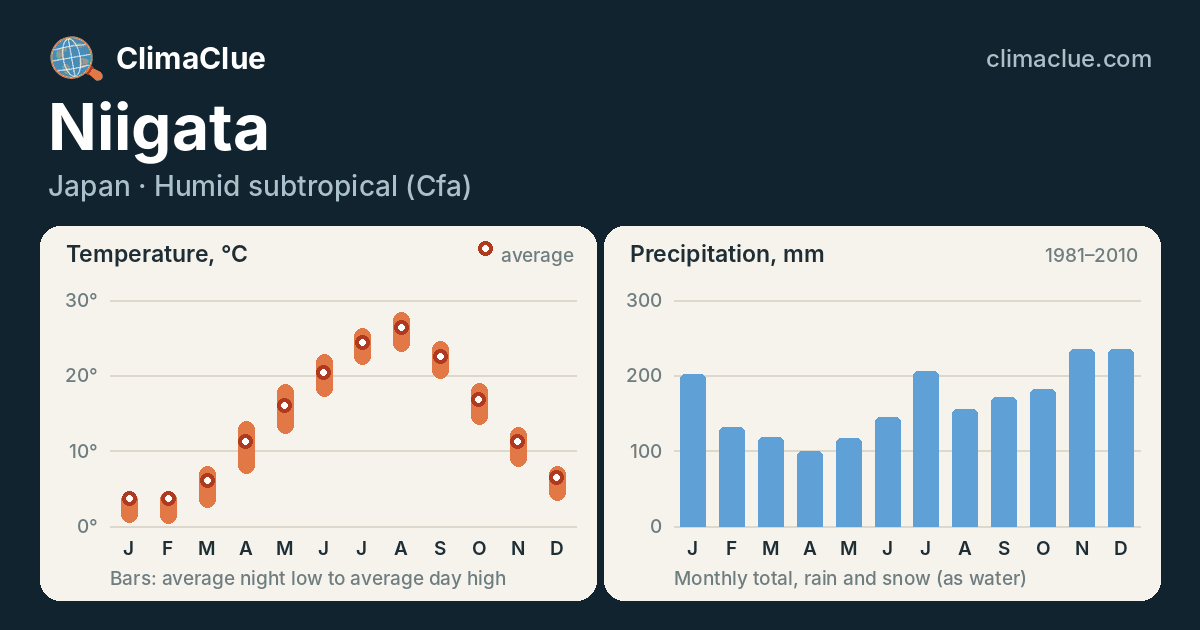 ClimaClue
climaclue.com
Niigata
Japan · Humid subtropical (Cfa)
Temperature, °C
average
30°
20°
10°
0°
J F M A M J J A S O N D
Bars: average night low to average day high
Precipitation, mm
1981–2010
300
200
100
0
J F M A M J J A S O N D
Monthly total, rain and snow (as water)